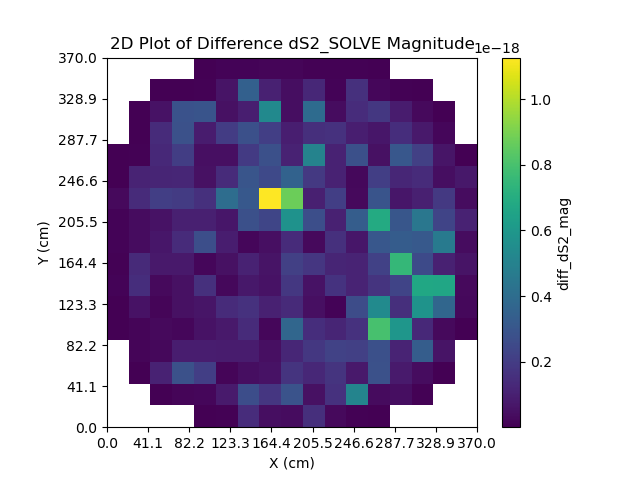 2D Plot of Difference dS2_SOLVE Magnitude
1e−18
370.0
328.9
287.7
246.6
205.5
164.4
123.3
82.2
41.1
0.0
Y (cm)
0.0 41.1 82.2 123.3 164.4 205.5 246.6 287.7 328.9 370.0
X (cm)
1.0
0.8
0.6
0.4
0.2
diff_dS2_mag